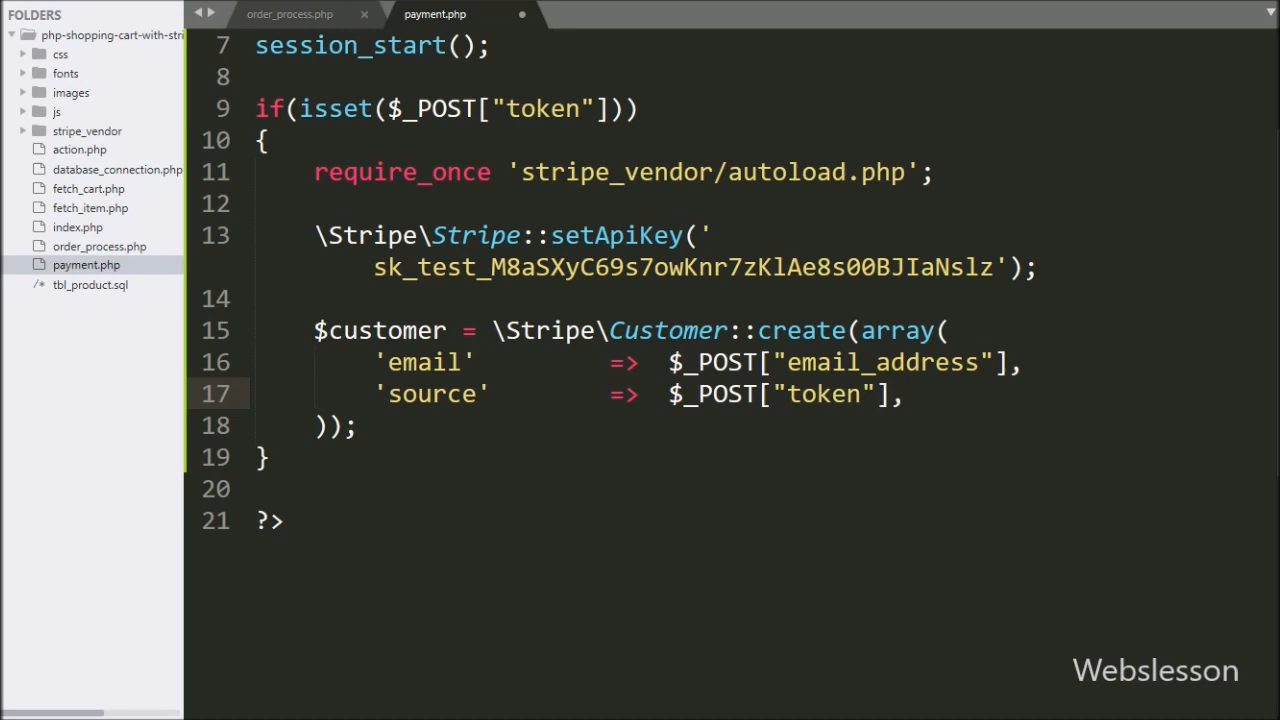 FOLDERS
php-shopping-cart-with-stri
css
fonts
images
js
stripe_vendor
action.php
database_connection.php
fetch_cart.php
fetch_item.php
index.php
order_process.php
payment.php
/* tbl_product.sql
order_process.php ×
payment.php
7 session_start();
8
9 if(isset($_POST["token"]))
10 {
11 require_once 'stripe_vendor/autoload.php';
12
13 \Stripe\Stripe::setApiKey('
sk_test_M8aSXyC69s7owKnr7zKlAe8s00BJIaNslz');
14
15 $customer = \Stripe\Customer::create(array(
16 'email' => $_POST["email_address"],
17 'source' => $_POST["token"],
18 ));
19 }
20
21 ?>
Webslesson